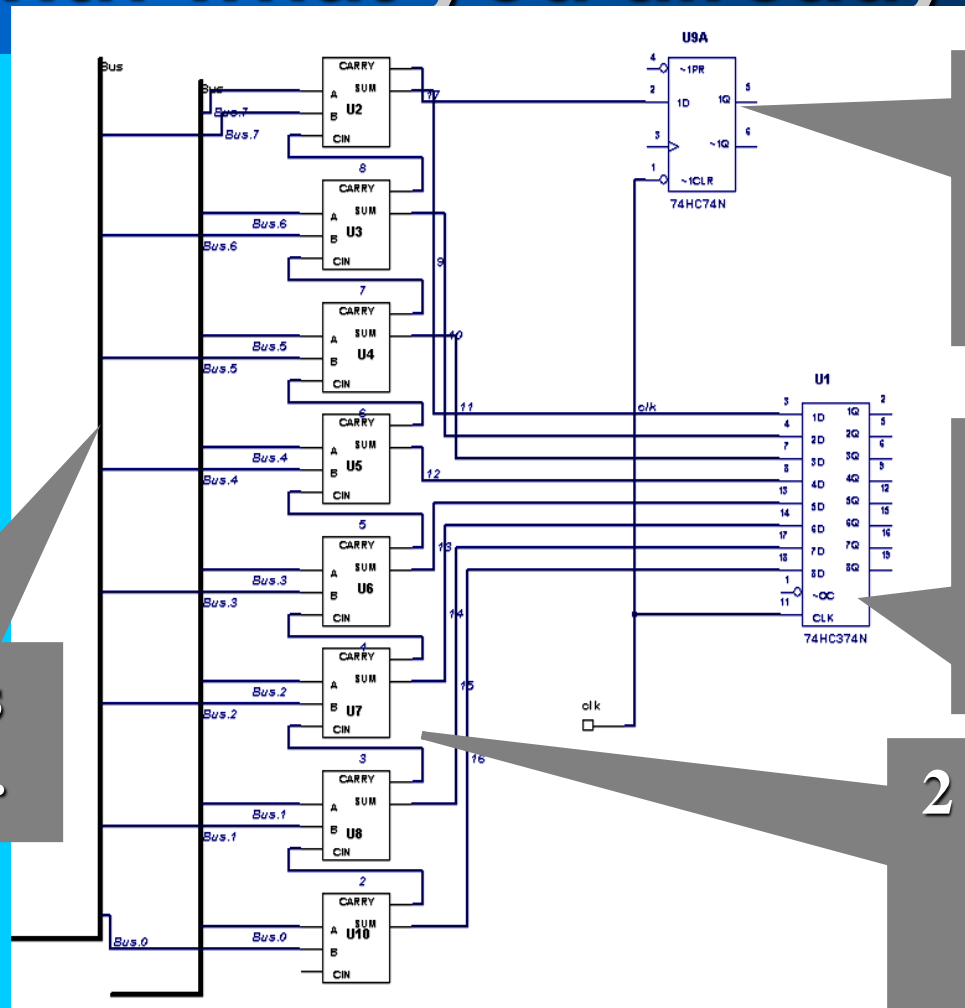 Bus
Bus
U9A
4 ~1PR
2 1D 1Q 5
3 ~1Q 6
1 ~1CLR
74HC74N
CARRY
A SUM
B U2
CIN
17
Bus.7
Bus.7
8
CARRY
A SUM
B U3
CIN
Bus.6
Bus.6
9
7
CARRY
A SUM
B U4
CIN
10
Bus.5
Bus.5
6
CARRY
A SUM
B U5
CIN
11
12
Bus.4
Bus.4
5
CARRY
A SUM
B U6
CIN
13
Bus.3
Bus.3
14
4
CARRY
A SUM
B U7
CIN
15
Bus.2
Bus.2
3
16
CARRY
A SUM
B U8
CIN
Bus.1
Bus.1
2
CARRY
A SUM
B U10
CIN
Bus.0
Bus.0
clk
U1
3 1D 1Q 2
4 2D 2Q 5
7 3D 3Q 6
8 4D 4Q 9
13 5D 5Q 12
14 6D 6Q 15
17 7D 7Q 16
18 8D 8Q 19
1 ~OC
11 CLK
74HC374N
clk
2